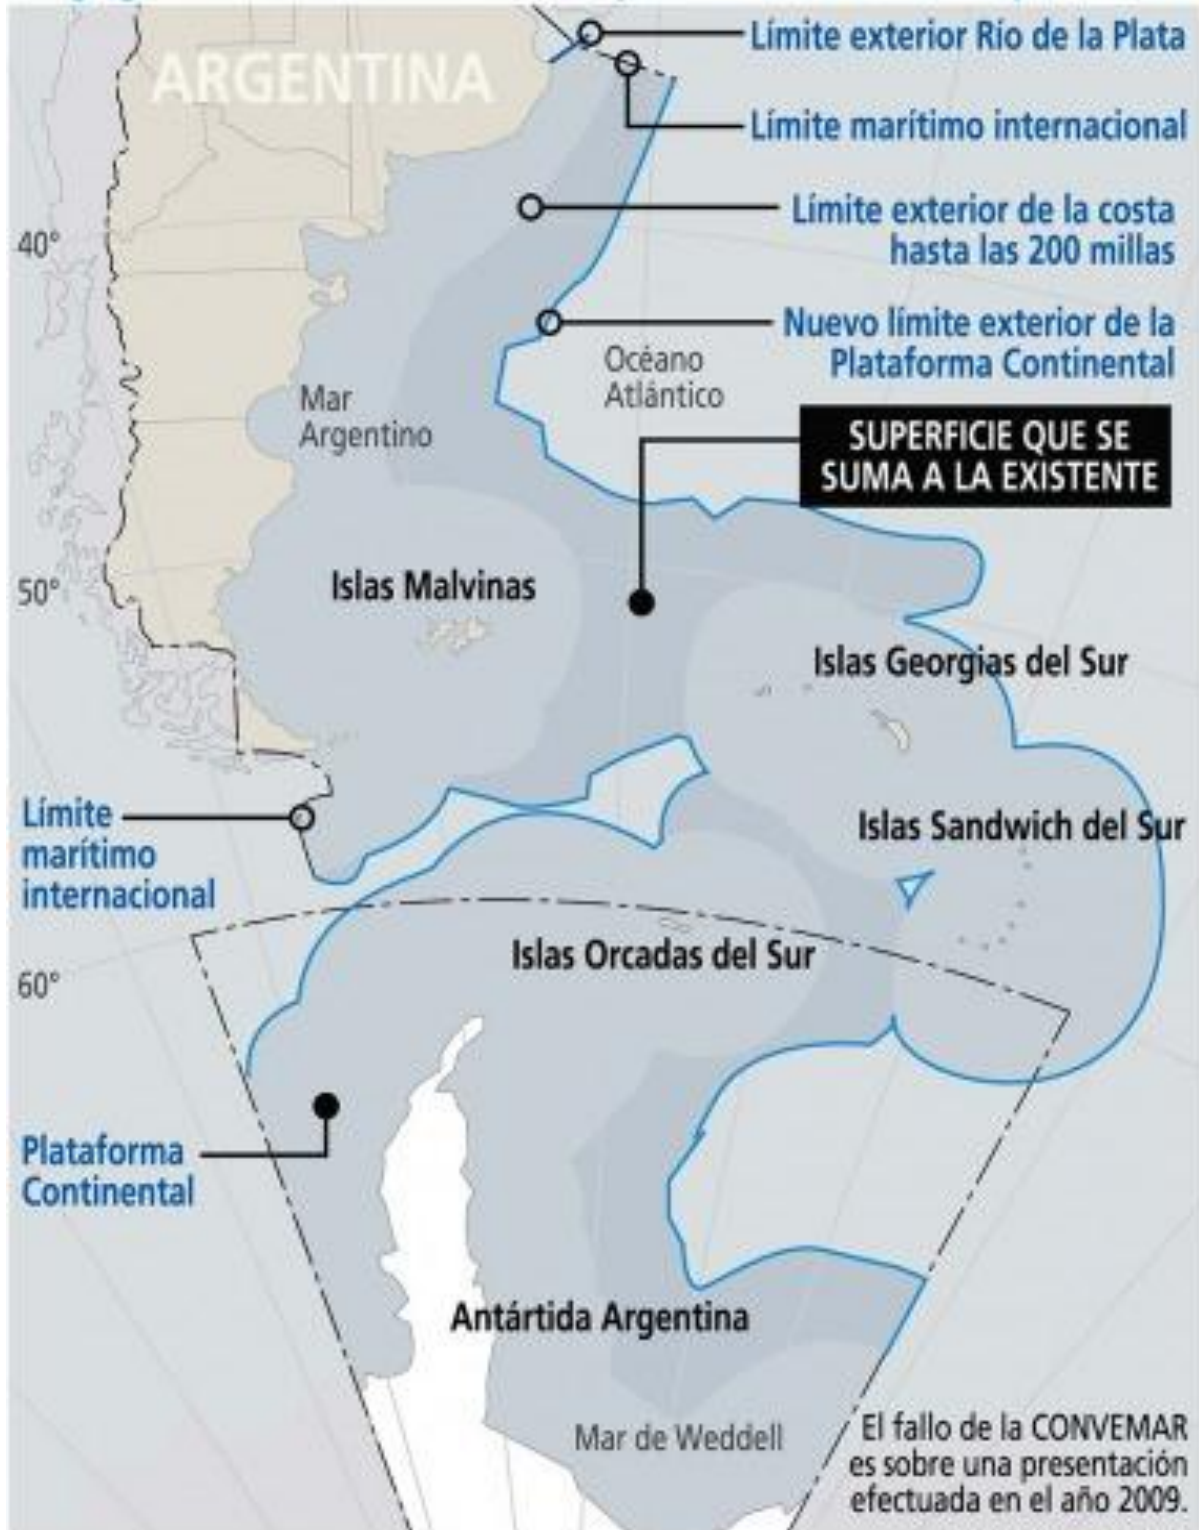 ARGENTINA
Límite exterior Río de la Plata
Límite marítimo internacional
Límite exterior de la costa
hasta las 200 millas
40°
Nuevo límite exterior de la
Plataforma Continental
Océano
Atlántico
Mar
Argentino
SUPERFICIE QUE SE
SUMA A LA EXISTENTE
50°
Islas Malvinas
Islas Georgias del Sur
Límite
marítimo
internacional
Islas Sandwich del Sur
Islas Orcadas del Sur
60°
Plataforma
Continental
Antártida Argentina
Mar de Weddell
El fallo de la CONVEMAR
es sobre una presentación
efectuada en el año 2009.